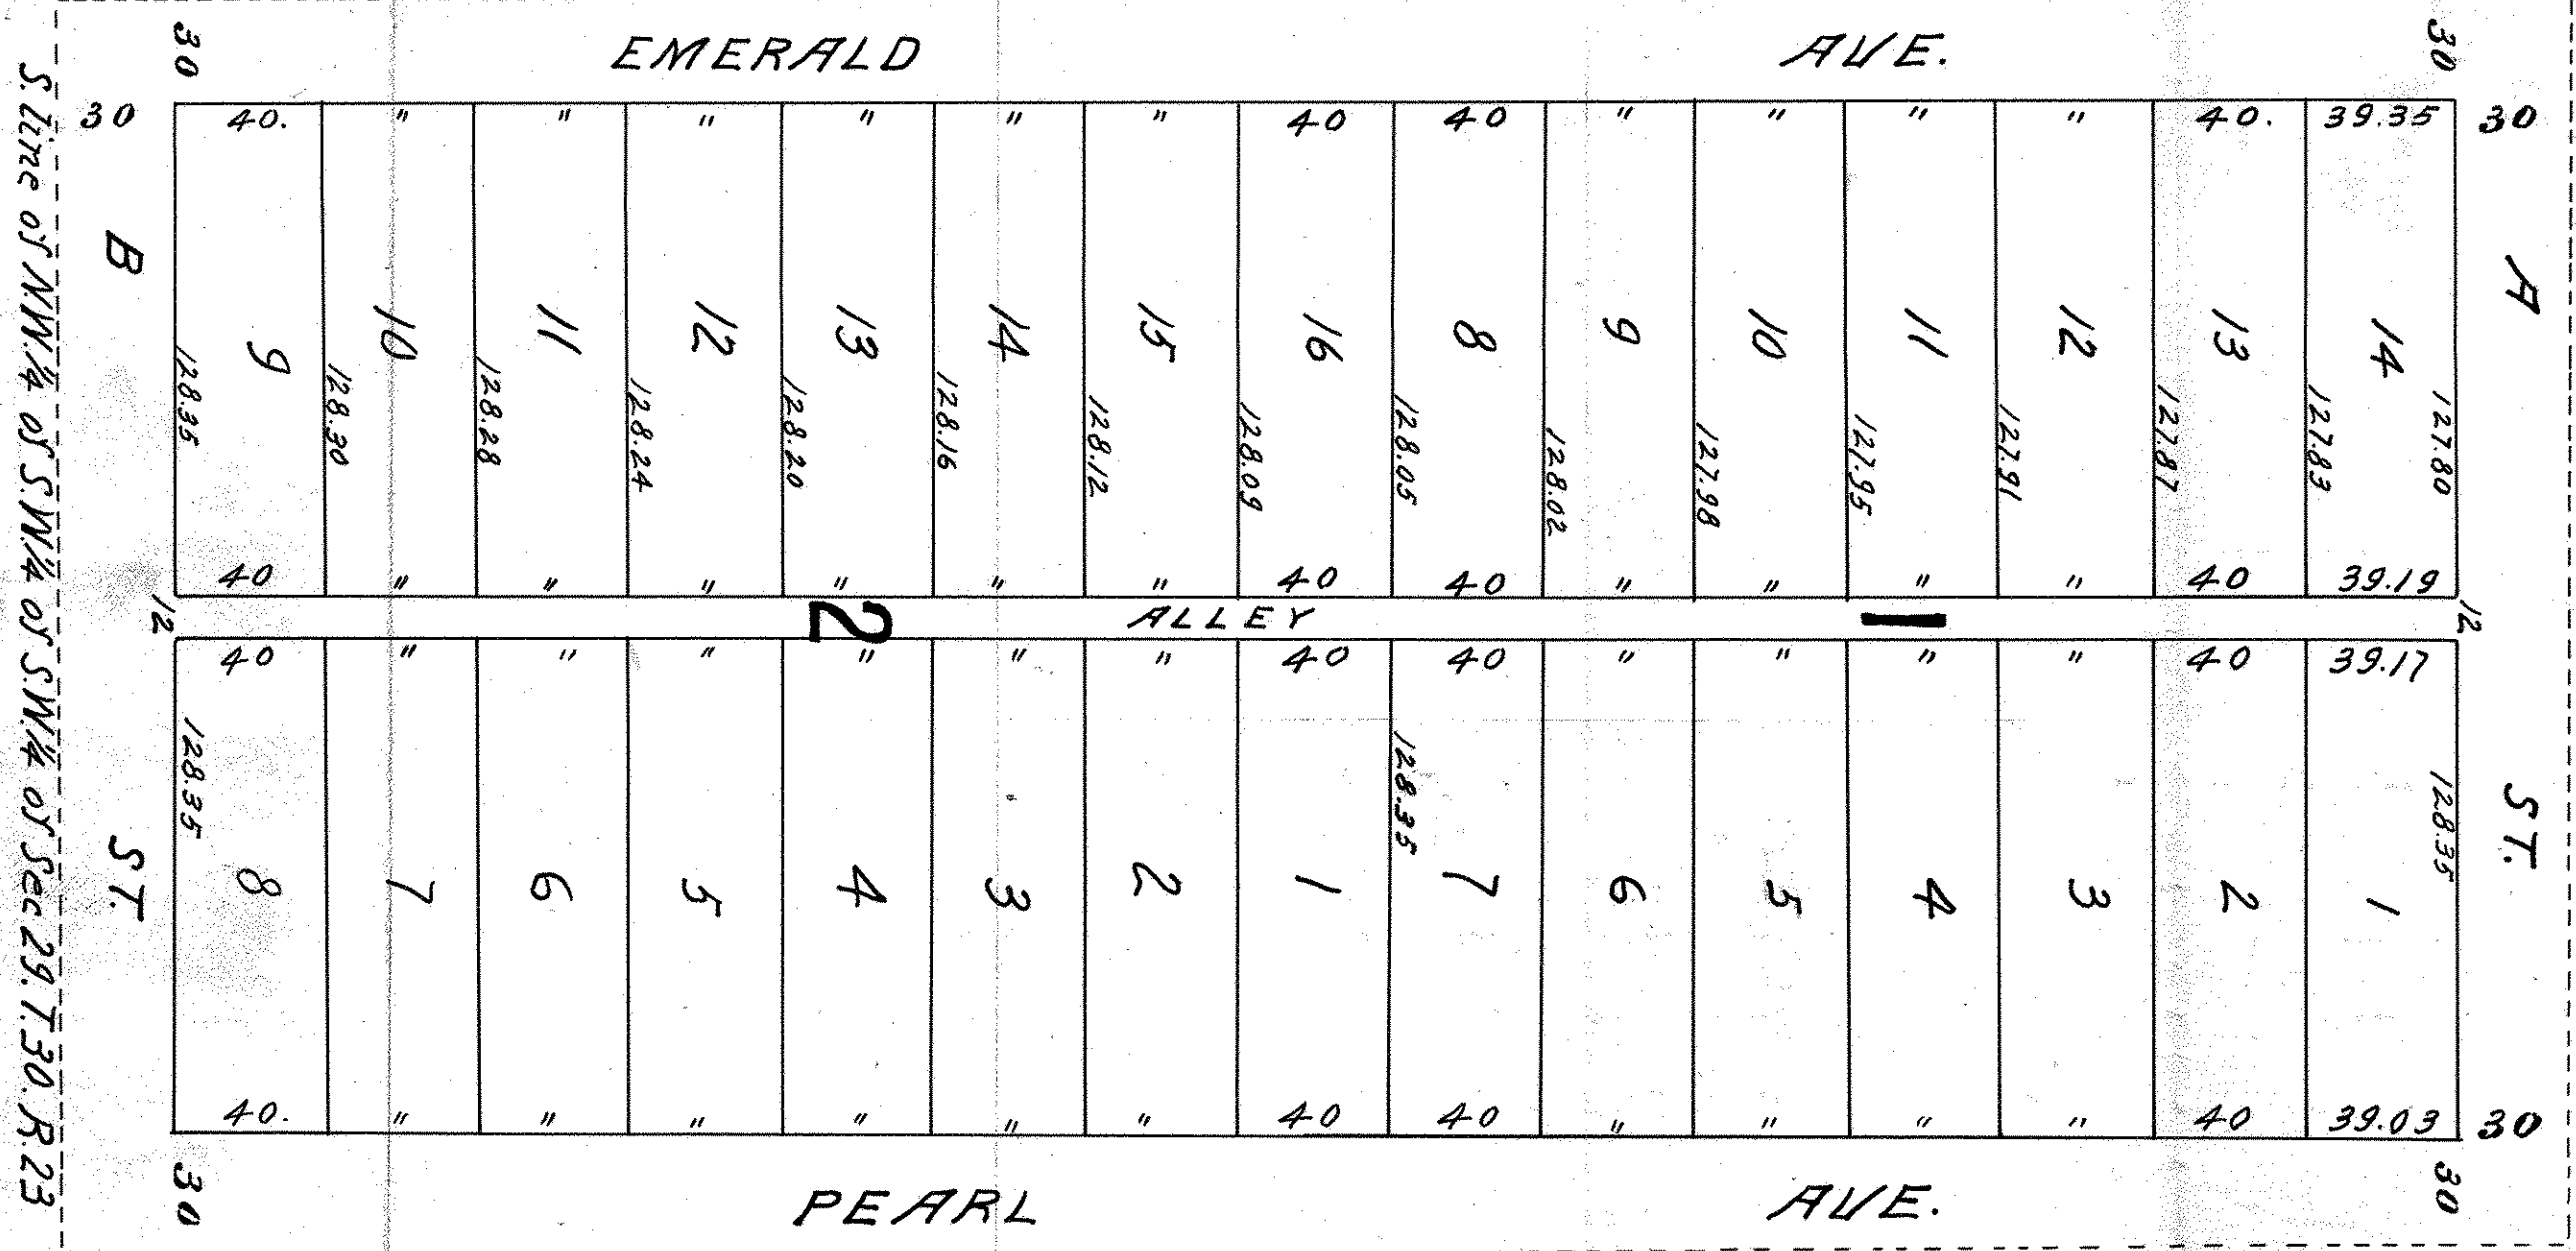 30 EMERALD AVE. 30
30 40. " " " " " " 40 40 " " " " 40. 39.35 30
B A
9 10 11 12 13 14 15 16 8 9 10 11 12 13 14
128.35 128.30 128.28 128.24 128.20 128.16 128.12 128.09 128.05 128.02 127.98 127.95 127.91 127.87 127.83 127.80
40 " " " " " " 40 40 " " " " 40 39.19
12 2 ALLEY 1 12
40 " " " " " " 40 40 " " " " 40 39.17
128.35 128.35 128.35
ST. ST.
8 7 6 5 4 3 2 1 7 6 5 4 3 2 1
40. " " " " " " 40 40 " " " " 40 39.03 30
30 PEARL AVE. 30
S. line of N.W.1/4 of S.W.1/4 of S.W.1/4 of Sec 29. T.30. R.23